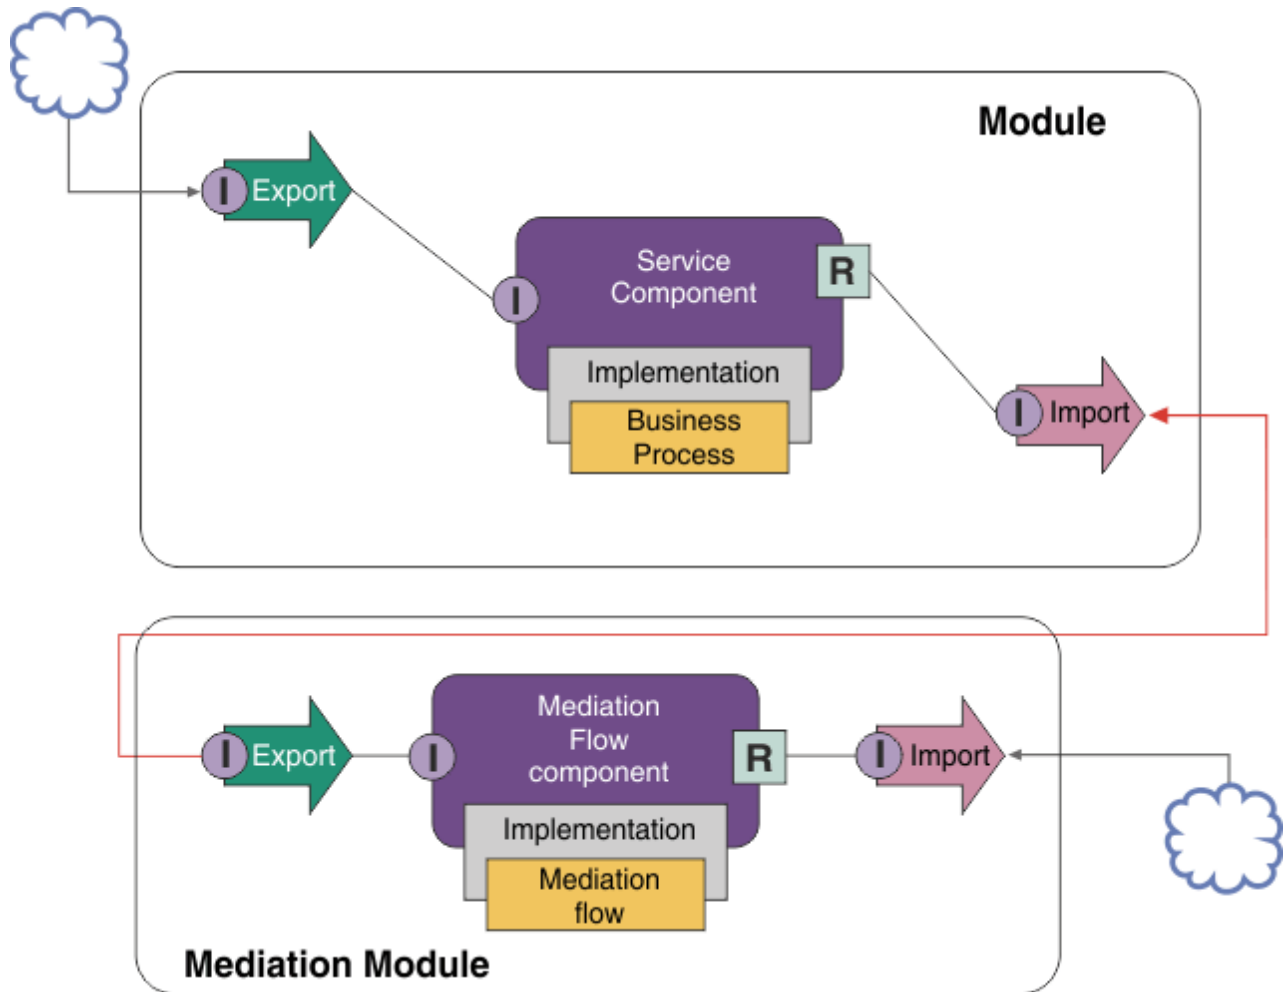 Module
I Export
Service
Component
R
I
Implementation
Business
Process
I Import
I Export
Mediation
Flow
component
I
R
Implementation
Mediation
flow
I Import
Mediation Module